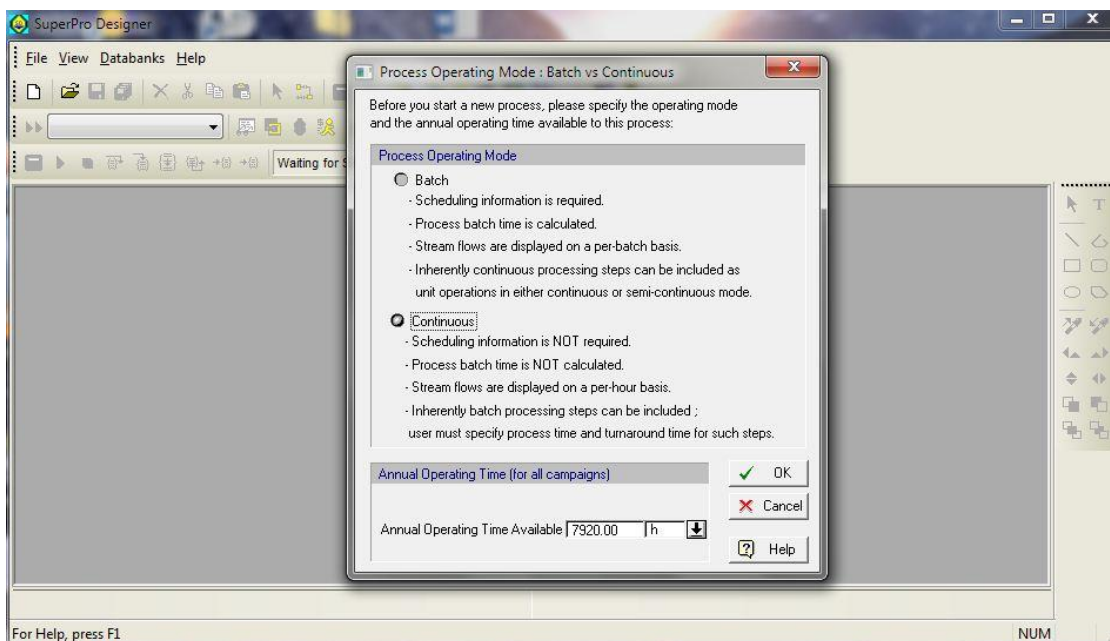 SuperPro Designer
File View Databanks Help
Waiting for S
Process Operating Mode : Batch vs Continuous
Before you start a new process, please specify the operating mode
and the annual operating time available to this process:
Process Operating Mode
Batch
- Scheduling information is required.
- Process batch time is calculated.
- Stream flows are displayed on a per-batch basis.
- Inherently continuous processing steps can be included as
unit operations in either continuous or semi-continuous mode.
Continuous
- Scheduling information is NOT required.
- Process batch time is NOT calculated.
- Stream flows are displayed on a per-hour basis.
- Inherently batch processing steps can be included ;
user must specify process time and turnaround time for such steps.
Annual Operating Time (for all campaigns)
Annual Operating Time Available 7920.00 h
OK
Cancel
Help
T
For Help, press F1
NUM